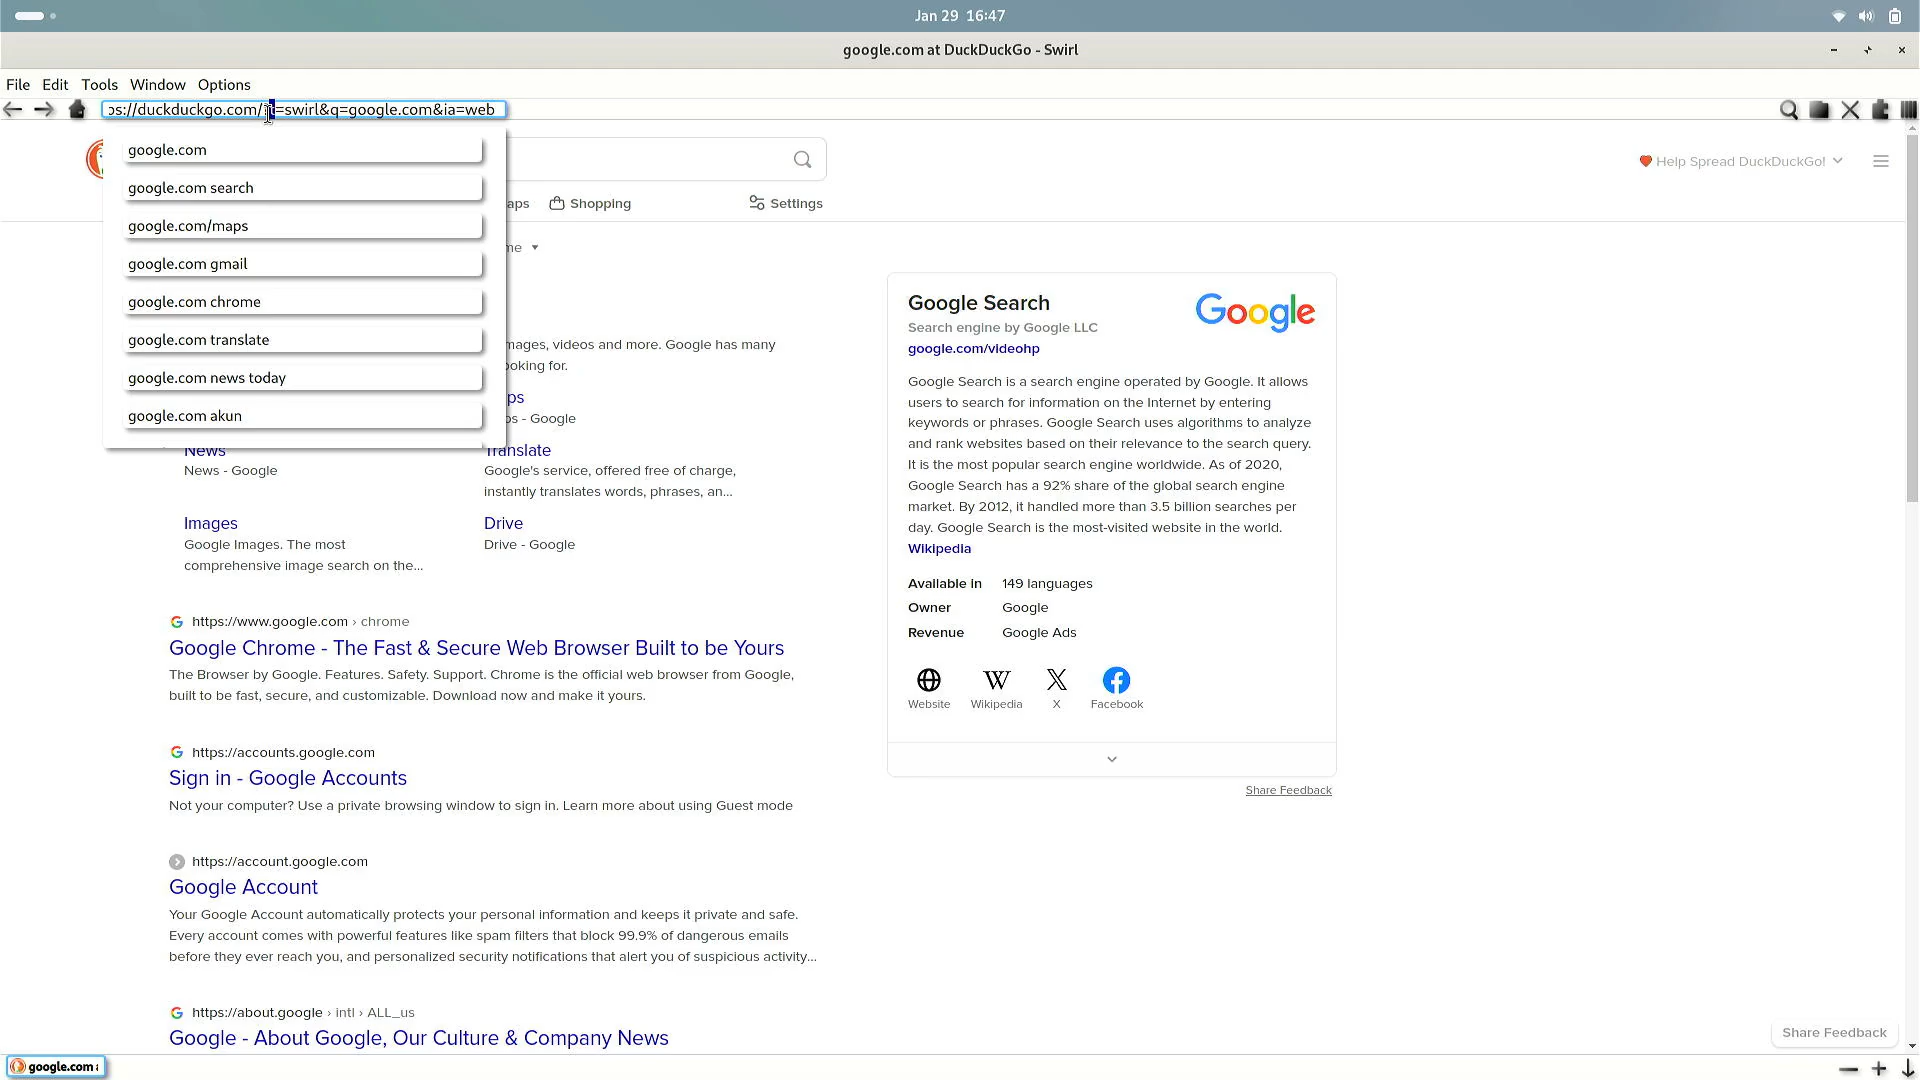 Jan 29 16:47
google.com at DuckDuckGo - Swirl
File Edit Tools Window Options
ps://duckduckgo.com/?t=swirl&q=google.com&ia=web
google.com
google.com search
google.com/maps
google.com gmail
google.com chrome
google.com translate
google.com news today
google.com akun
Help Spread DuckDuckGo!
aps Shopping Settings
me
mages, videos and more. Google has many
ooking for.
ps
ps - Google
News
News - Google
Translate
Google's service, offered free of charge,
instantly translates words, phrases, an...
Images
Google Images. The most
comprehensive image search on the...
Drive
Drive - Google
https://www.google.com › chrome
Google Chrome - The Fast & Secure Web Browser Built to be Yours
The Browser by Google. Features. Safety. Support. Chrome is the official web browser from Google,
built to be fast, secure, and customizable. Download now and make it yours.
https://accounts.google.com
Sign in - Google Accounts
Not your computer? Use a private browsing window to sign in. Learn more about using Guest mode
https://account.google.com
Google Account
Your Google Account automatically protects your personal information and keeps it private and safe.
Every account comes with powerful features like spam filters that block 99.9% of dangerous emails
before they ever reach you, and personalized security notifications that alert you of suspicious activity...
https://about.google › intl › ALL_us
Google - About Google, Our Culture & Company News
Google Search
Search engine by Google LLC
google.com/videohp
Google
Google Search is a search engine operated by Google. It allows
users to search for information on the Internet by entering
keywords or phrases. Google Search uses algorithms to analyze
and rank websites based on their relevance to the search query.
It is the most popular search engine worldwide. As of 2020,
Google Search has a 92% share of the global search engine
market. By 2012, it handled more than 3.5 billion searches per
day. Google Search is the most-visited website in the world.
Wikipedia
Available in 149 languages
Owner Google
Revenue Google Ads
Website Wikipedia X Facebook
Share Feedback
Share Feedback
google.com